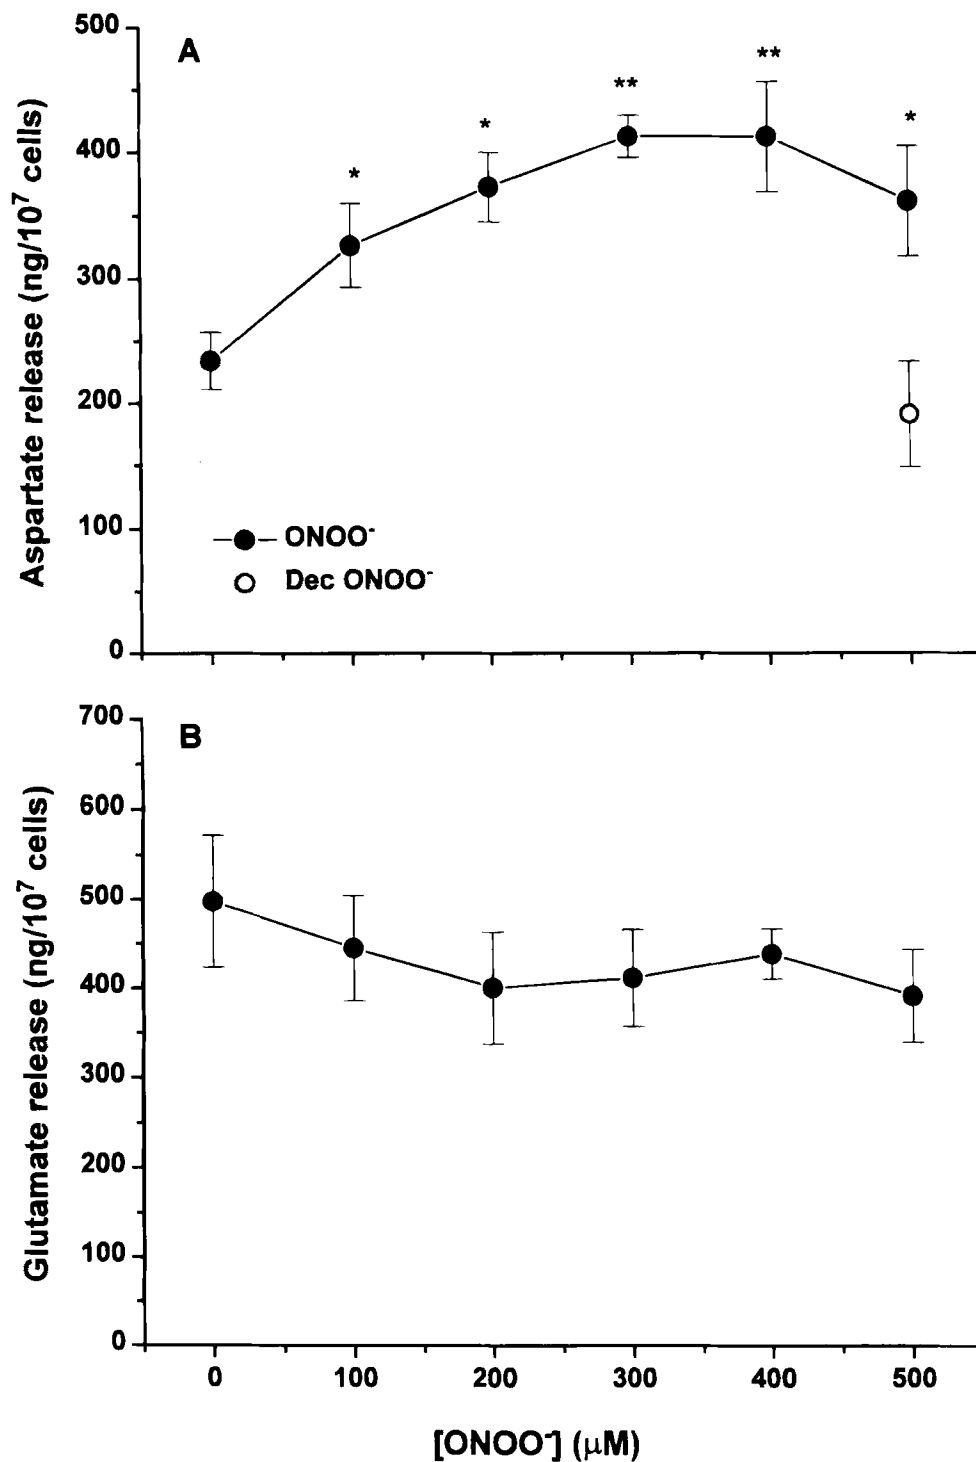 500
A
**
**
*
*
400
*
300
200
100
ONOO⁻
Dec ONOO⁻
0
Aspartate release (ng/10⁷ cells)
700
B
600
500
400
300
200
100
0
Glutamate release (ng/10⁷ cells)
0 100 200 300 400 500
[ONOO⁻] (μM)